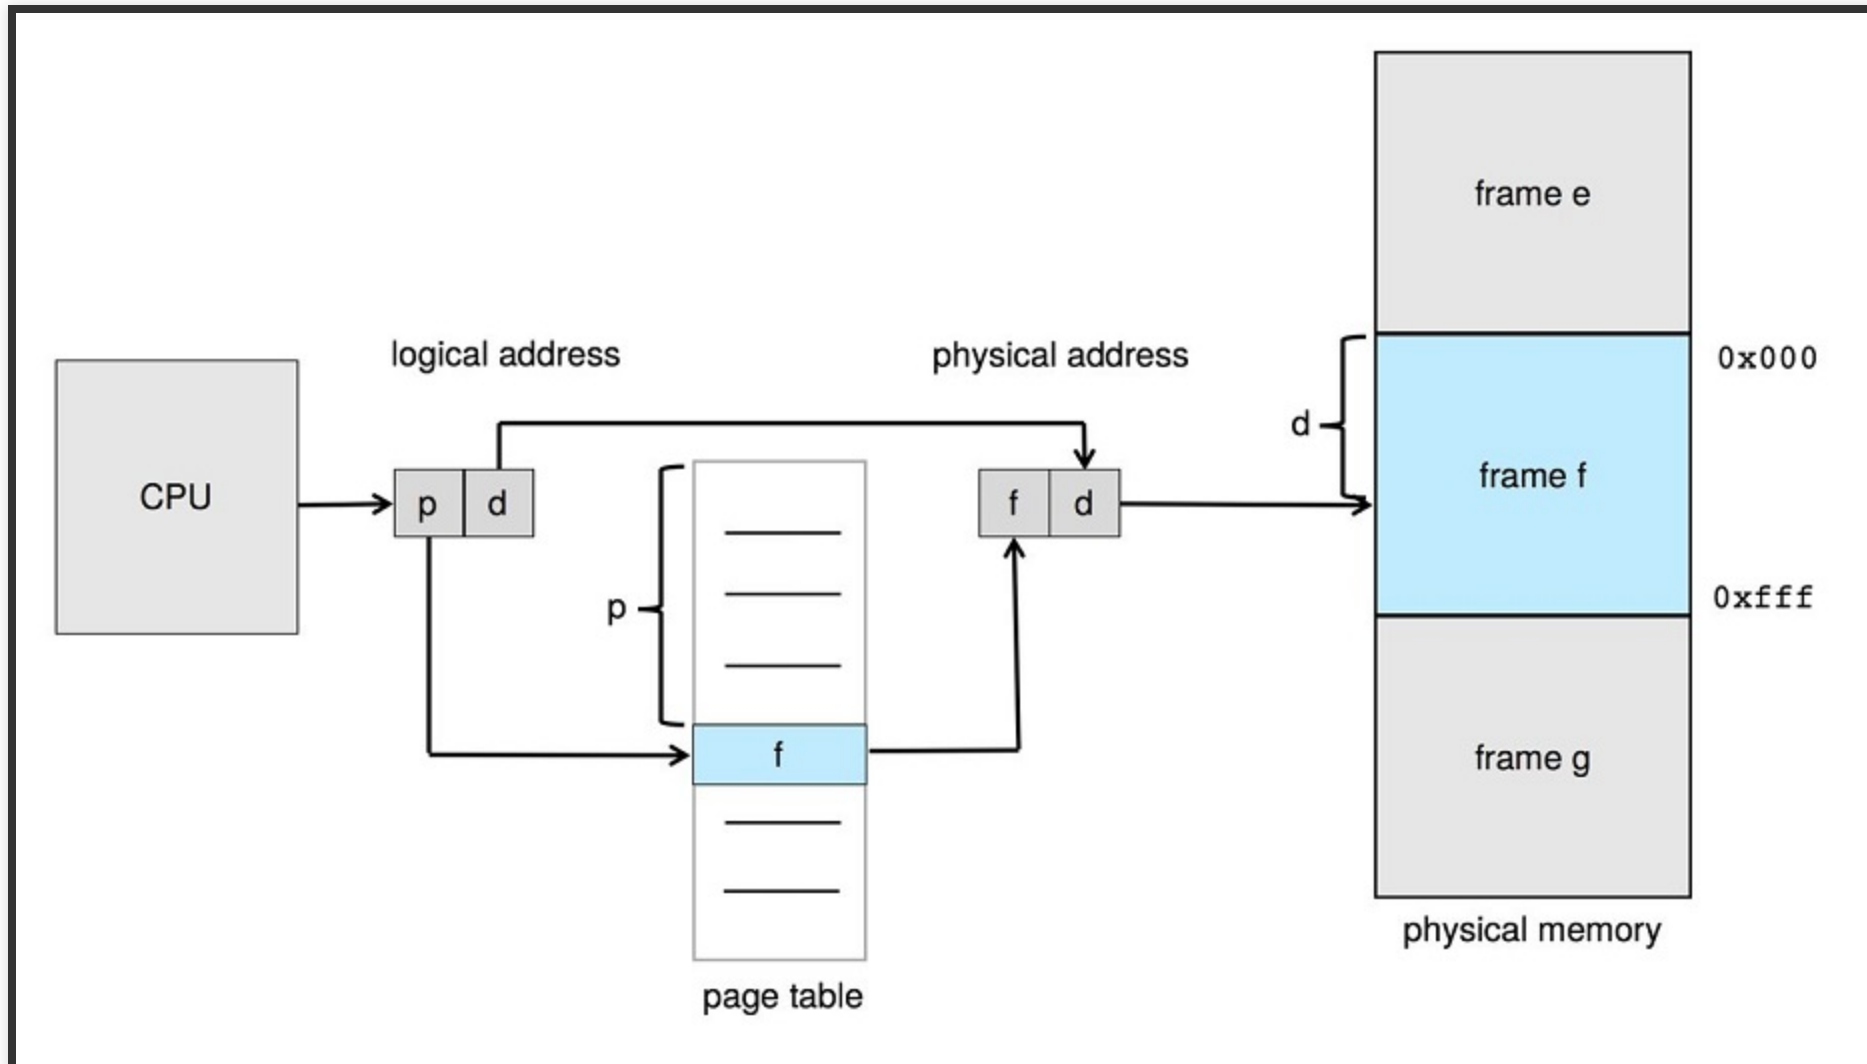 frame e
logical address
physical address
0x000
d
CPU
p d
f d
frame f
p
0xfff
f
frame g
physical memory
page table